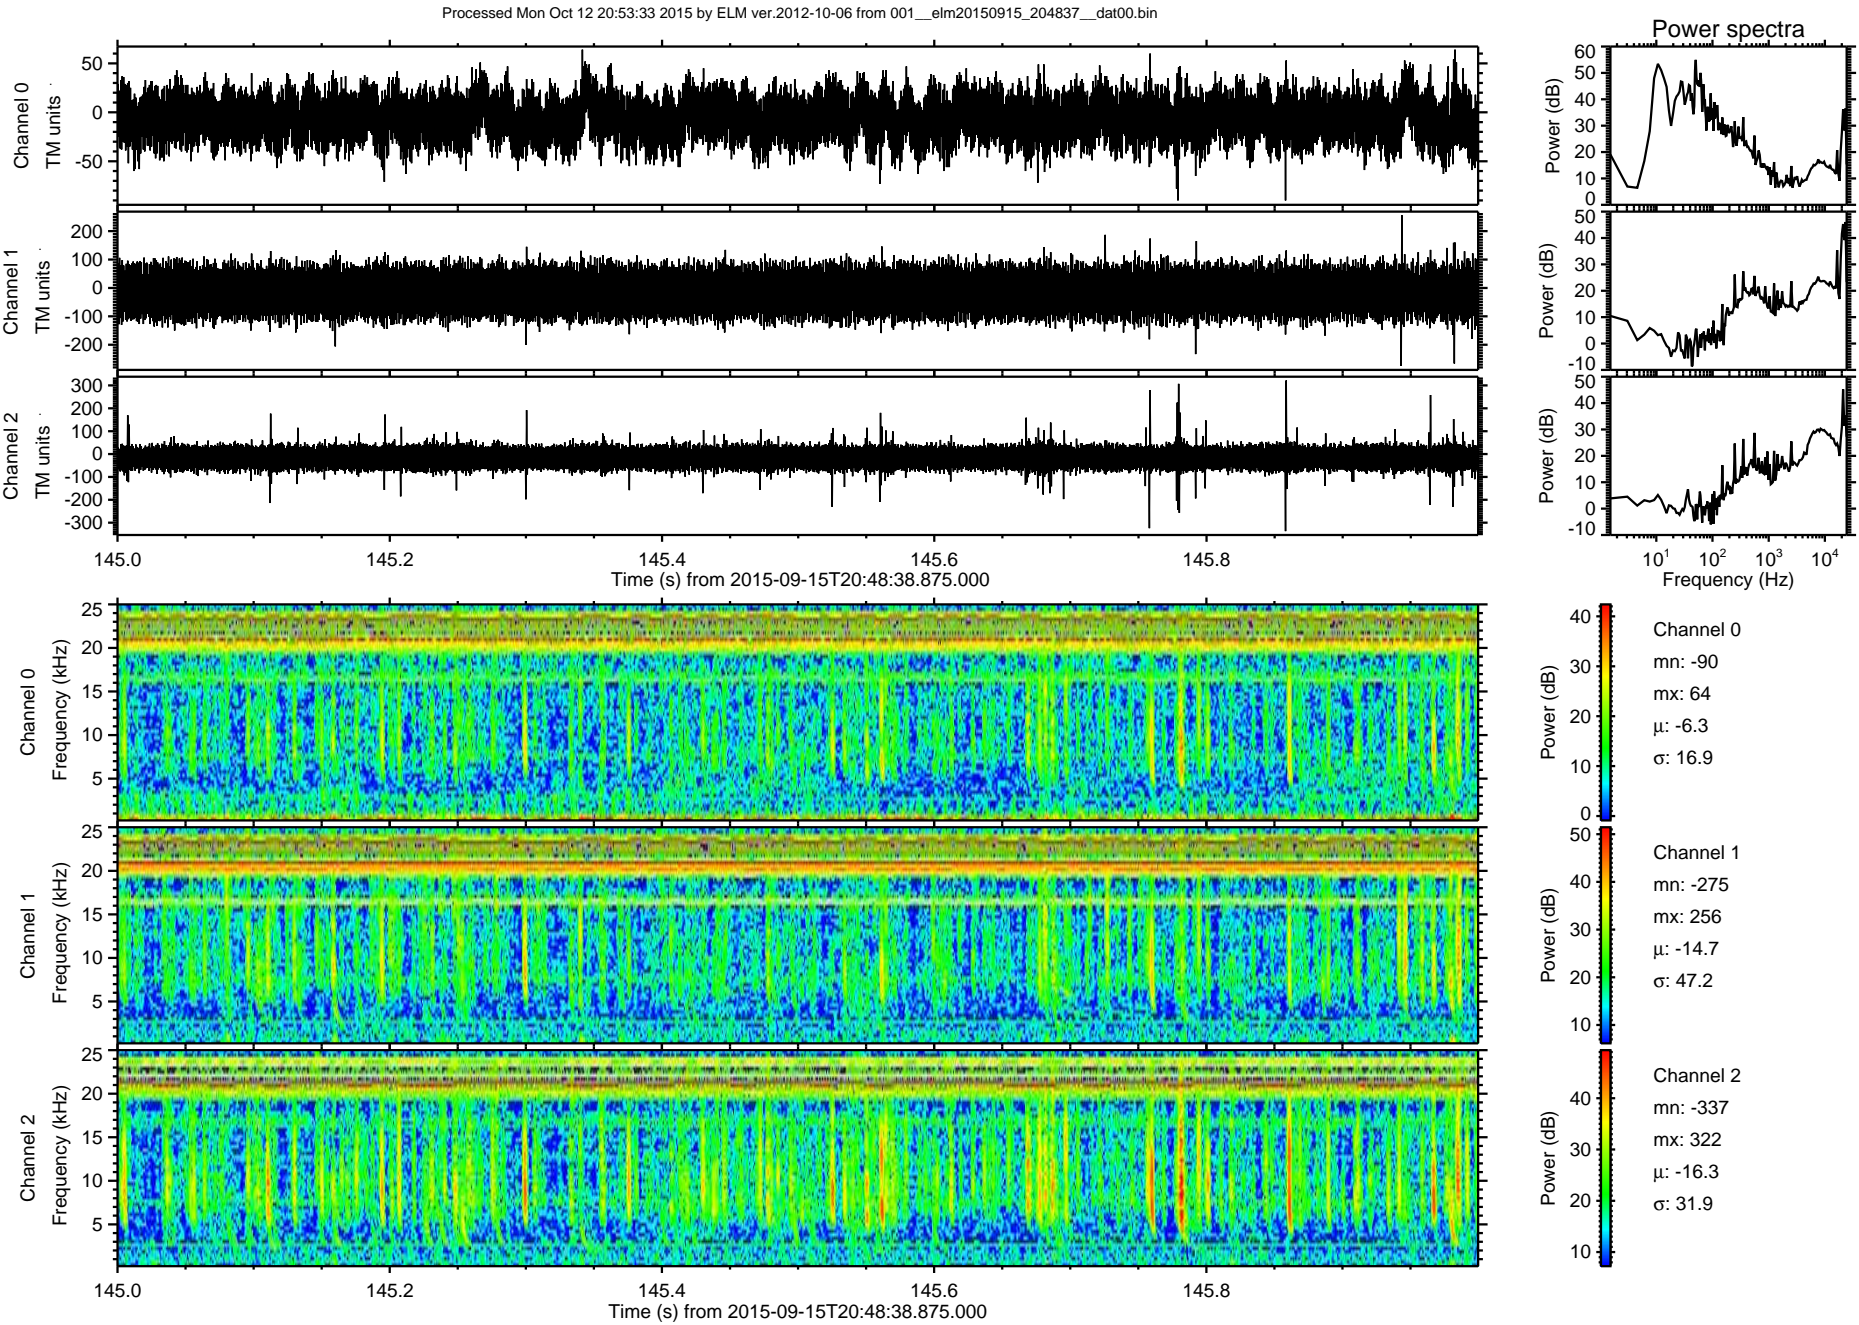 Processed Mon Oct 12 20:53:33 2015 by ELM ver.2012-10-06 from 001__elm20150915_204837__dat00.bin
Power spectra
Channel 0
TM units
50
0
-50
Power (dB)
60
50
40
30
20
10
0
Channel 1
TM units
200
100
0
-100
-200
Power (dB)
50
40
30
20
10
0
-10
Channel 2
TM units
300
200
100
0
-100
-200
-300
Power (dB)
50
40
30
20
10
0
-10
145.0 145.2 145.4 145.6 145.8
Time (s) from 2015-09-15T20:48:38.875.000
10^1 10^2 10^3 10^4
Frequency (Hz)
Channel 0
Frequency (kHz)
25
20
15
10
5
Power (dB)
40
30
20
10
0
Channel 0
mn: -90
mx: 64
μ: -6.3
σ: 16.9
Channel 1
Frequency (kHz)
25
20
15
10
5
Power (dB)
50
40
30
20
10
Channel 1
mn: -275
mx: 256
μ: -14.7
σ: 47.2
Channel 2
Frequency (kHz)
25
20
15
10
5
Power (dB)
40
30
20
10
Channel 2
mn: -337
mx: 322
μ: -16.3
σ: 31.9
145.0 145.2 145.4 145.6 145.8
Time (s) from 2015-09-15T20:48:38.875.000